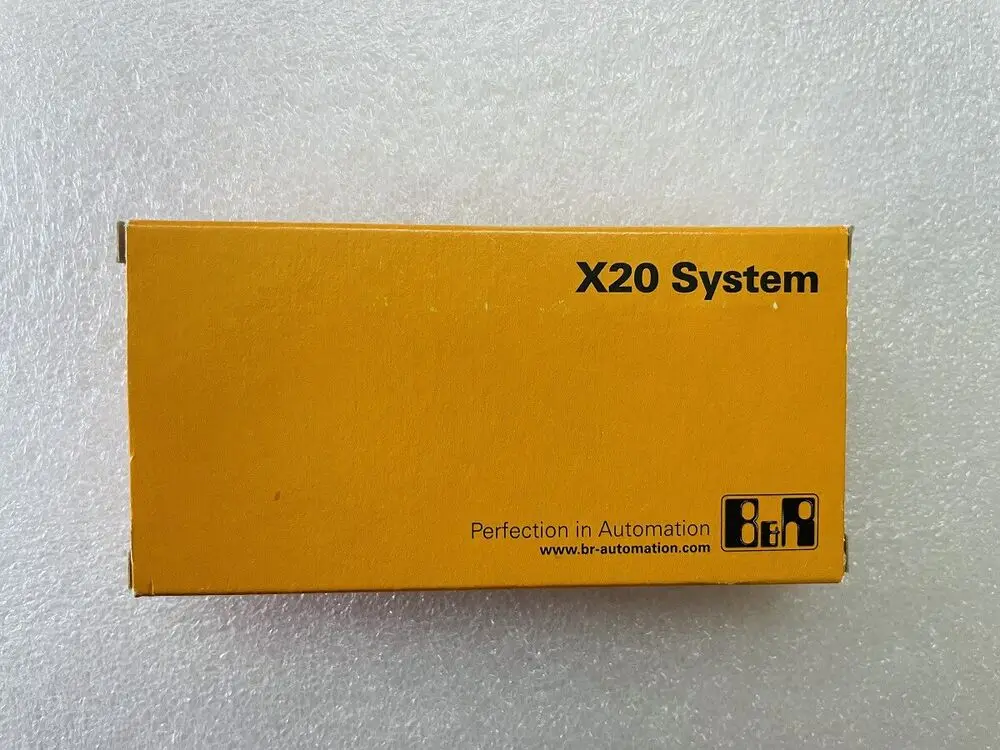 X20 System
Perfection in Automation
www.br-automation.com
B&R